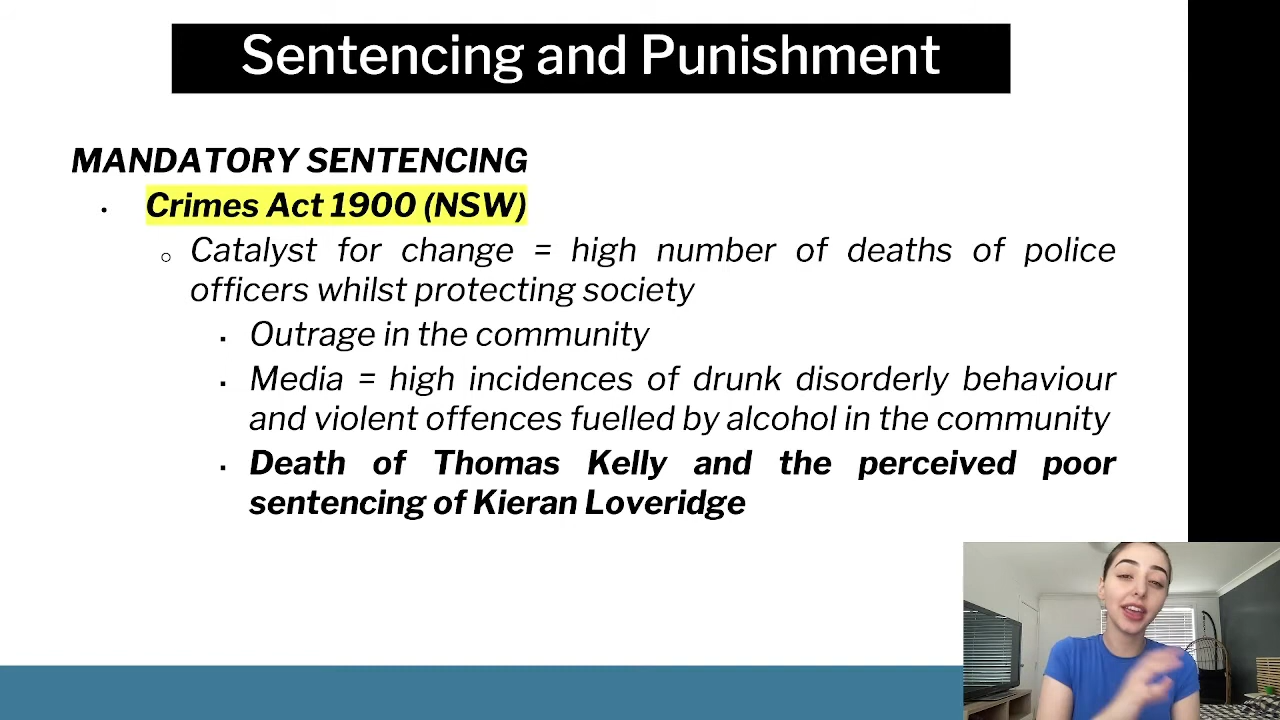 Sentencing and Punishment
MANDATORY SENTENCING
• Crimes Act 1900 (NSW)
○ Catalyst for change = high number of deaths of police
officers whilst protecting society
▪ Outrage in the community
▪ Media = high incidences of drunk disorderly behaviour
and violent offences fuelled by alcohol in the community
▪ Death of Thomas Kelly and the perceived poor
sentencing of Kieran Loveridge